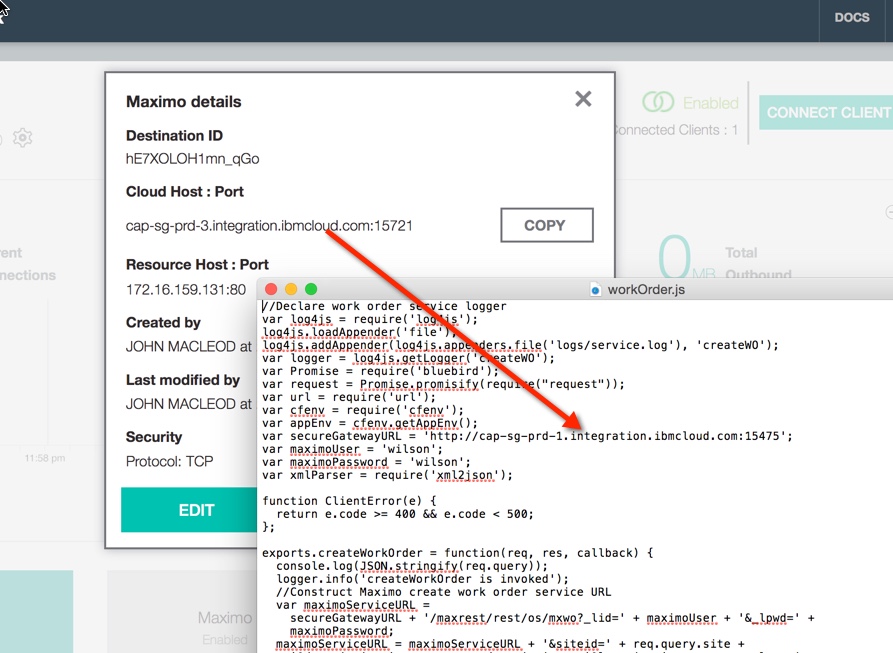 DOCS
Maximo details
Enabled
Connected Clients : 1
CONNECT CLIENT
Destination ID
hE7XOLOH1mn_qGo
Cloud Host : Port
cap-sg-prd-3.integration.ibmcloud.com:15721
COPY
Resource Host : Port
172.16.159.131:80
Created by
JOHN MACLEOD at
Last modified by
JOHN MACLEOD at
Security
Protocol: TCP
EDIT
0 MB
Total
Outbound
nections
11:58 pm
Maximo
Enabled
workOrder.js
//Declare work order service logger
var log4js = require('log4js');
log4js.loadAppender('file');
log4js.addAppender(log4js.appenders.file('logs/service.log'), 'createWO');
var logger = log4js.getLogger('createWO');
var Promise = require('bluebird');
var request = Promise.promisify(require("request"));
var url = require('url');
var cfenv = require('cfenv');
var appEnv = cfenv.getAppEnv();
var secureGatewayURL = 'http://cap-sg-prd-1.integration.ibmcloud.com:15475';
var maximoUser = 'wilson';
var maximoPassword = 'wilson';
var xmlParser = require('xml2json');
function ClientError(e) {
return e.code >= 400 && e.code < 500;
};
exports.createWorkOrder = function(req, res, callback) {
console.log(JSON.stringify(req.query));
logger.info('createWorkOrder is invoked');
//Construct Maximo create work order service URL
var maximoServiceURL =
secureGatewayURL + '/maxrest/rest/os/mxwo?_lid=' + maximoUser + '&_lpwd=' +
maximoPassword;
maximoServiceURL = maximoServiceURL + '&siteid=' + req.query.site +